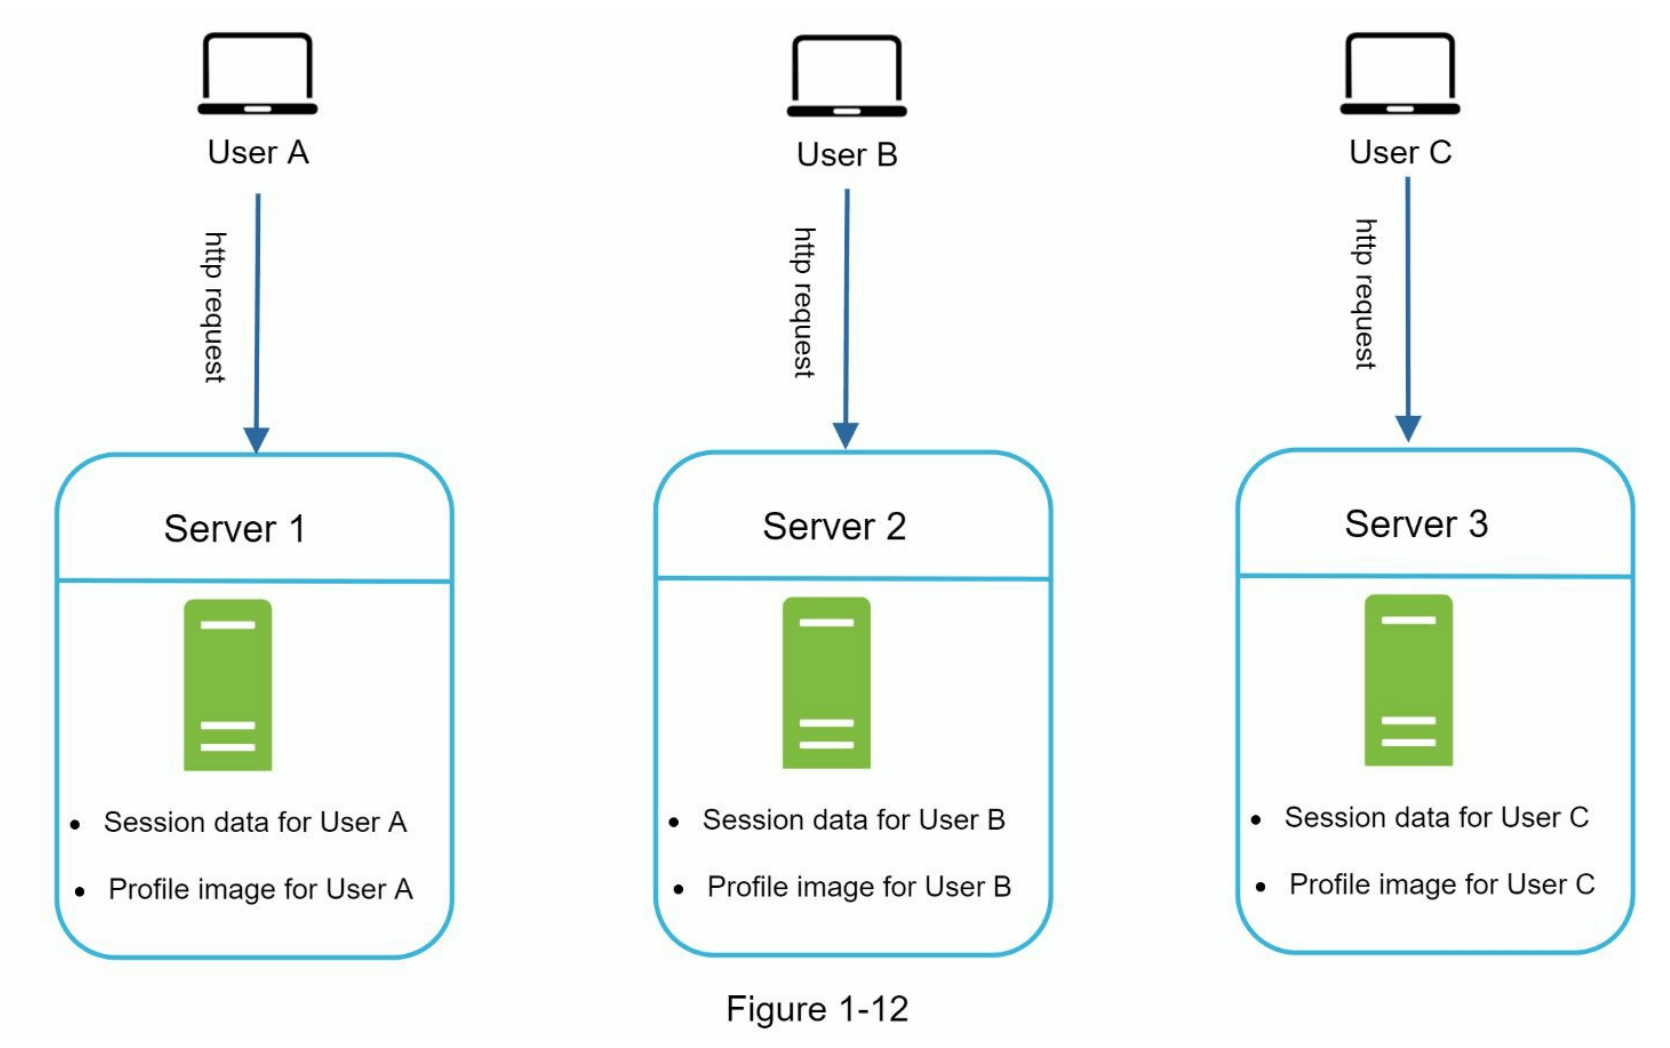 User A
User B
User C
http request
http request
http request
Server 1
Server 2
Server 3
• Session data for User A
• Profile image for User A
• Session data for User B
• Profile image for User B
• Session data for User C
• Profile image for User C
Figure 1-12